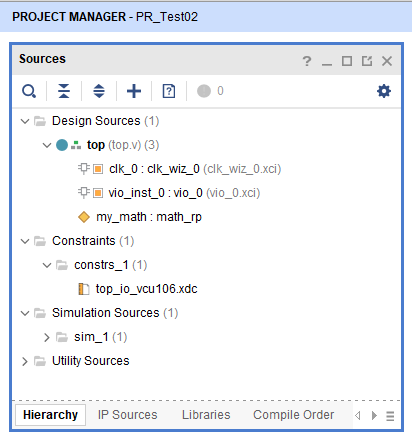 PROJECT MANAGER - PR_Test02
Sources
? _
0
Design Sources (1)
top (top.v) (3)
clk_0 : clk_wiz_0 (clk_wiz_0.xci)
vio_inst_0 : vio_0 (vio_0.xci)
my_math : math_rp
Constraints (1)
constrs_1 (1)
top_io_vcu106.xdc
Simulation Sources (1)
sim_1 (1)
Utility Sources
Hierarchy IP Sources Libraries Compile Order